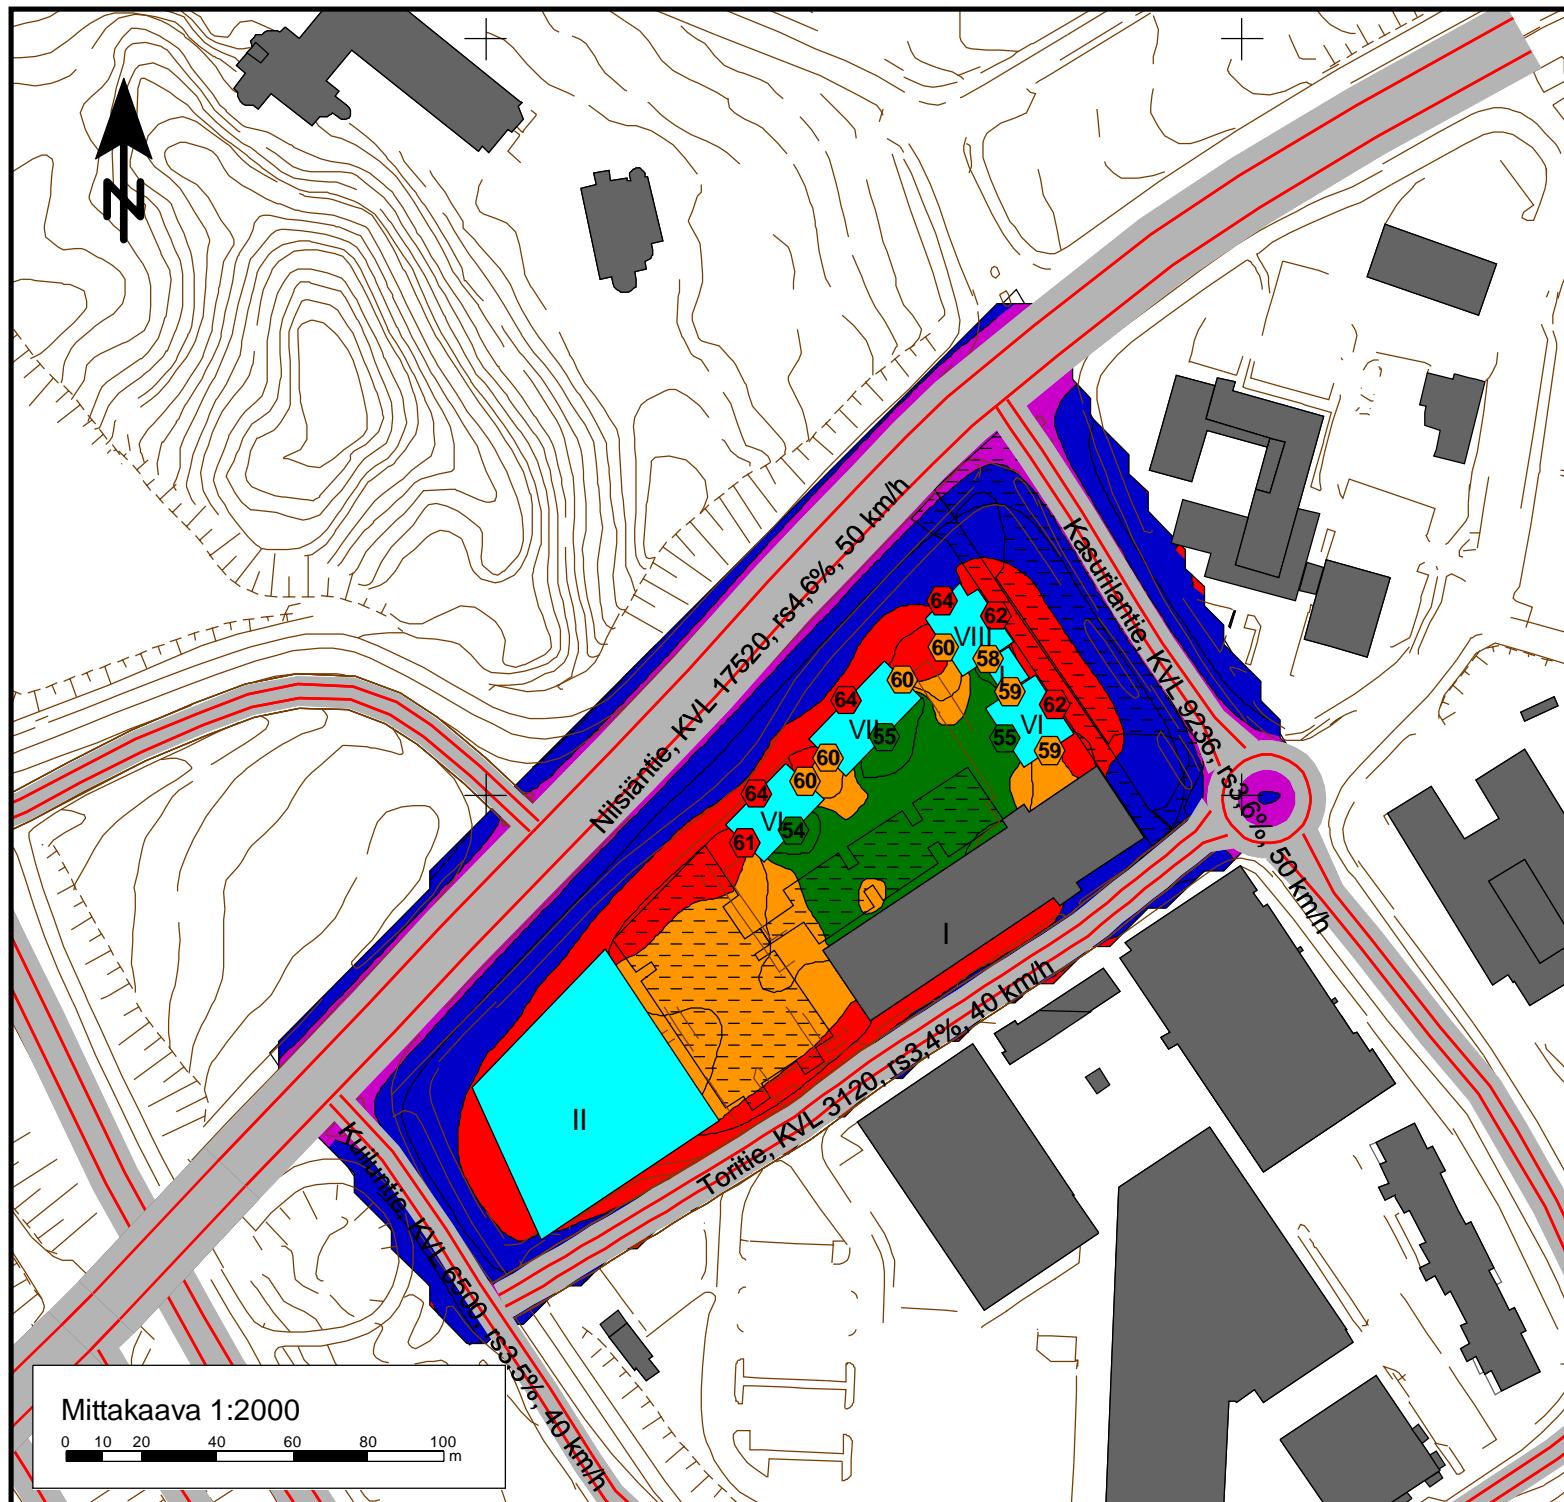 N
Nilsiäntie, KVL 17520, rs4,6%, 50 km/h
Kasurilantie, KVL 9236, rs3,6%, 50 km/h
64
62
VIII
60
58
60
59
64
62
VII
55
55
VI
59
60
60
64
VI
54
61
I
II
Toritie, KVL 3120, rs3,4%, 40 km/h
Kuiluntie, KVL 6500, rs3,5%, 40 km/h
Mittakaava 1:2000
0 10 20 40 60 80 100
m